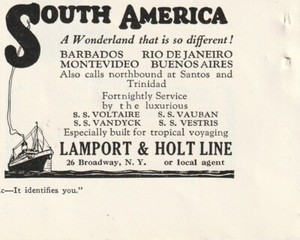 SOUTH AMERICA
A Wonderland that is so different!
BARBADOS RIO DE JANEIRO
MONTEVIDEO BUENOS AIRES
Also calls northbound at Santos and
Trinidad
Fortnightly Service
by the luxurious
S. S. VOLTAIRE S. S. VAUBAN
S. S. VANDYCK S. S. VESTRIS
Especially built for tropical voyaging
LAMPORT & HOLT LINE
26 Broadway, N. Y. or local agent
c—It identifies you."